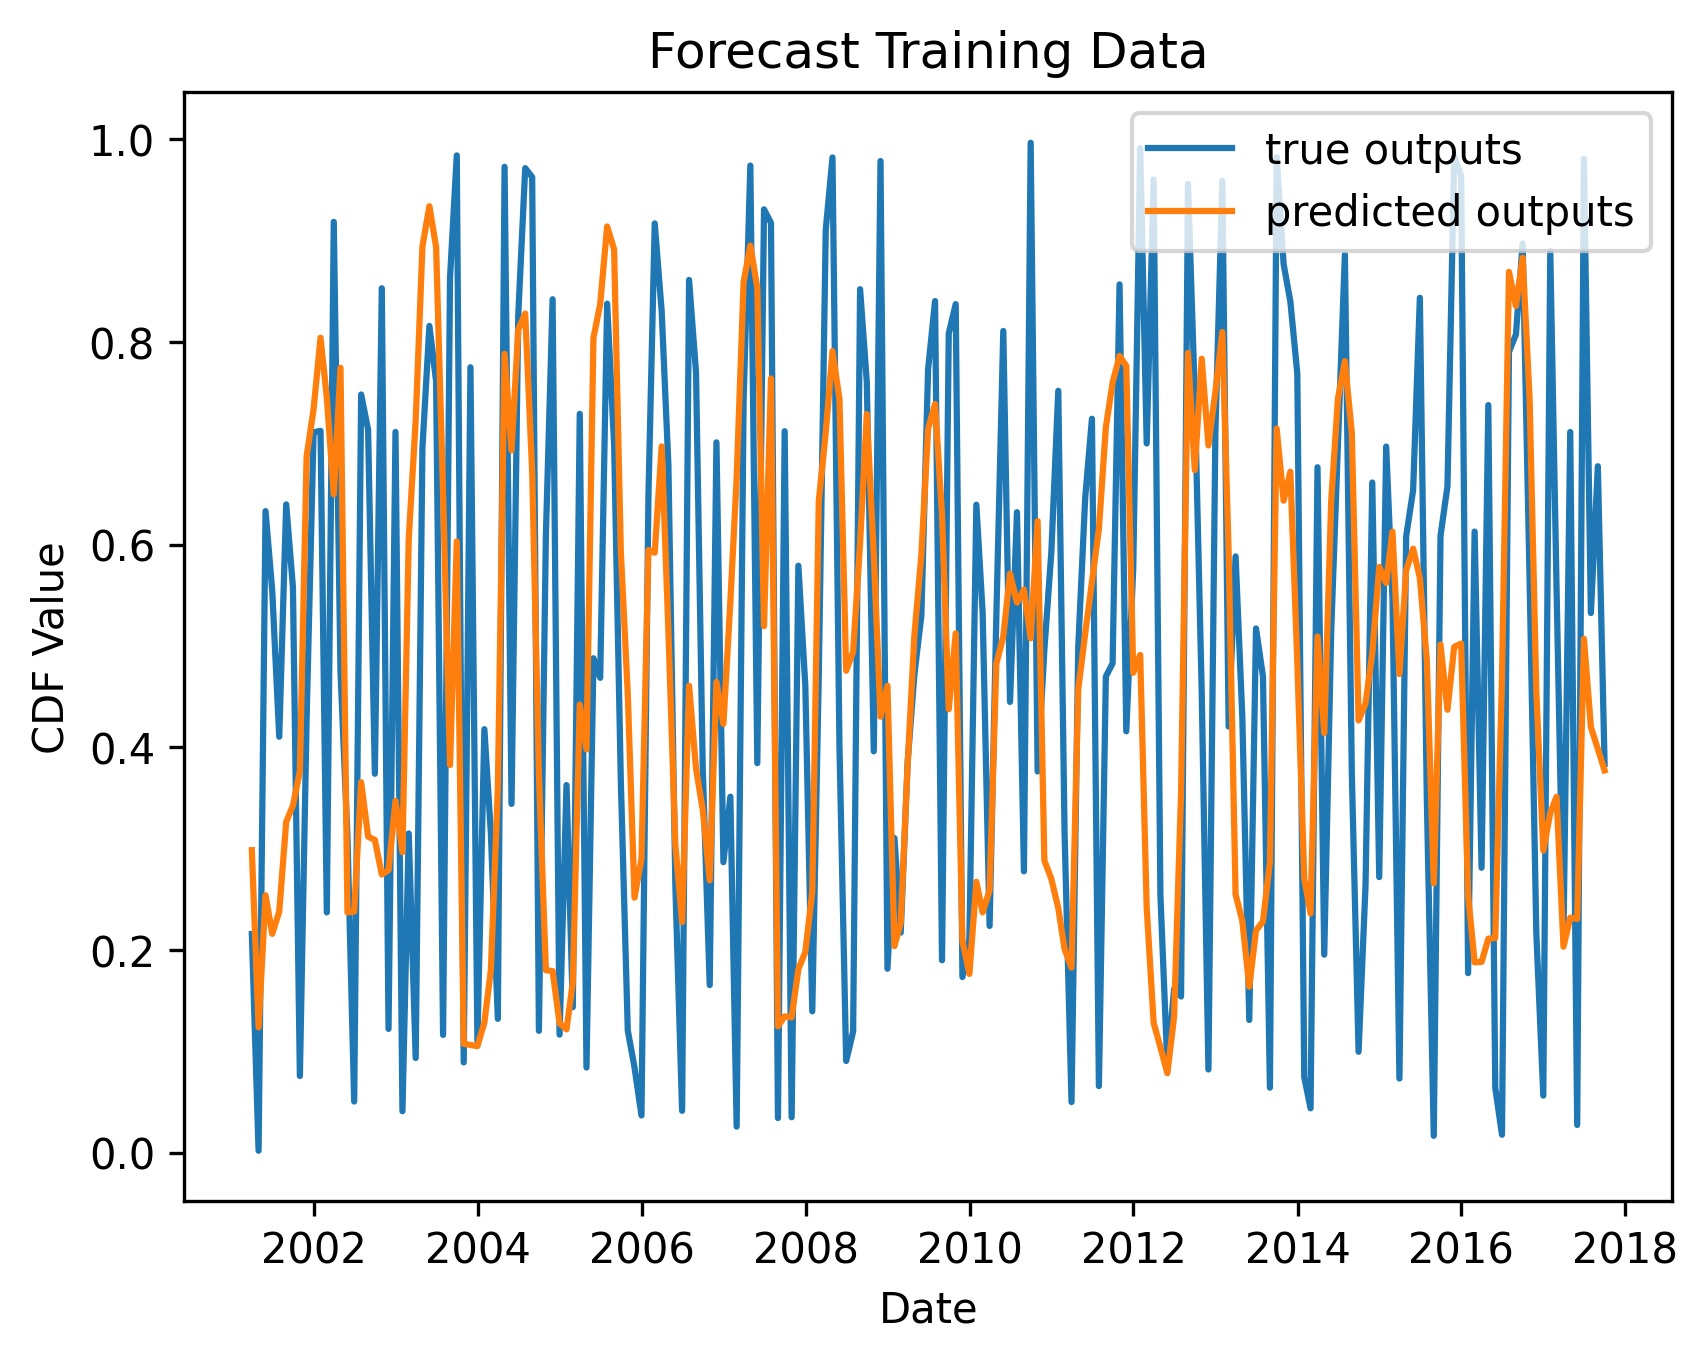 Forecast Training Data
true outputs
predicted outputs
CDF Value
1.0
0.8
0.6
0.4
0.2
0.0
2002 2004 2006 2008 2010 2012 2014 2016 2018
Date